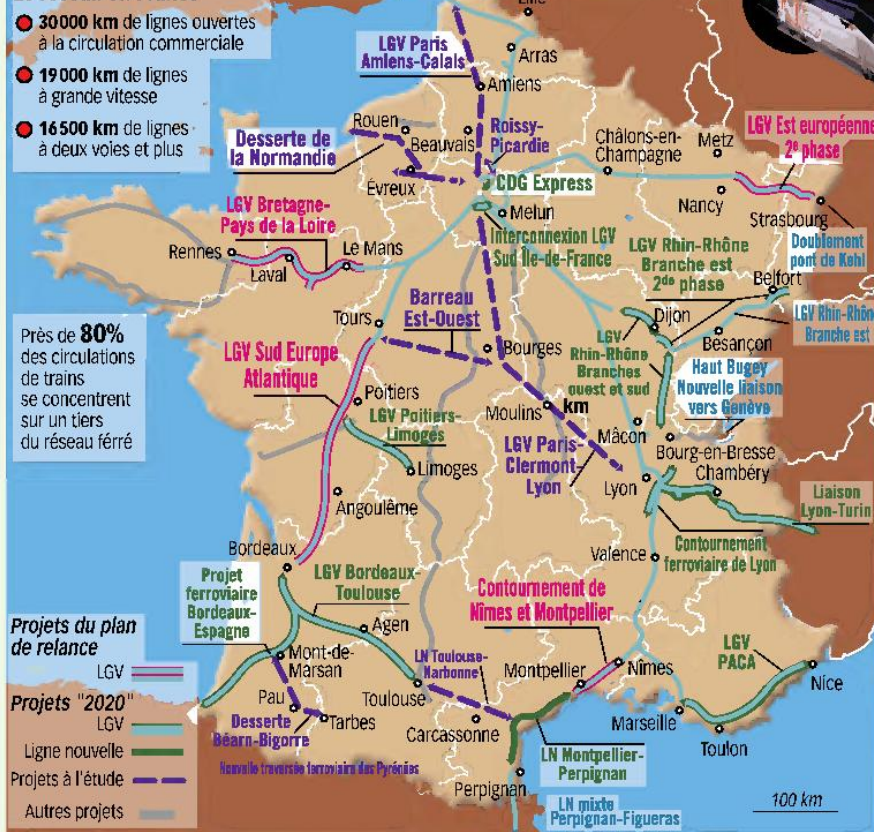 30000 km de lignes ouvertes
à la circulation commerciale
19000 km de lignes
à grande vitesse
16500 km de lignes
à deux voies et plus
LGV Paris
Amiens-Calais
Arras
Amiens
Rouen
Beauvais
Roissy-
Picardie
Desserte de
la Normandie
Évreux
CDG Express
Châlons-en-
Champagne
Metz
LGV Est européenne
2e phase
Nancy
Strasbourg
Melun
Interconnexion LGV
Sud Île-de-France
LGV Bretagne-
Pays de la Loire
Rennes
Laval
Le Mans
Doublement
pont de Kehl
LGV Rhin-Rhône
Branche est
2de phase
Belfort
LGV Rhin-Rhône
Branche est
Dijon
Besançon
LGV
Rhin-Rhône
Branches
ouest et sud
Haut Bugey
Nouvelle liaison
vers Genève
Près de 80%
des circulations
de trains
se concentrent
sur un tiers
du réseau férré
Tours
Barreau
Est-Ouest
Bourges
LGV Sud Europe
Atlantique
Poitiers
LGV Poitiers-
Limoges
Limoges
Angoulême
Moulins
km
LGV Paris-
Clermont-
Lyon
Mâcon
Bourg-en-Bresse
Chambéry
Lyon
Liaison
Lyon-Turin
Contournement
ferroviaire de Lyon
Valence
Bordeaux
Projet
ferroviaire
Bordeaux-
Espagne
LGV Bordeaux-
Toulouse
Agen
Mont-de-
Marsan
Contournement de
Nîmes et Montpellier
LN Toulouse-
Narbonne
Montpellier
Nîmes
LGV
PACA
Nice
Pau
Tarbes
Desserte
Béarn-Bigorre
Toulouse
Carcassonne
Marseille
Toulon
Nouvelle traversée ferroviaire des Pyrénées
LN Montpellier-
Perpignan
Perpignan
LN mixte
Perpignan-Figueras
100 km
Projets du plan
de relance
LGV
Projets "2020"
LGV
Ligne nouvelle
Projets à l'étude
Autres projets